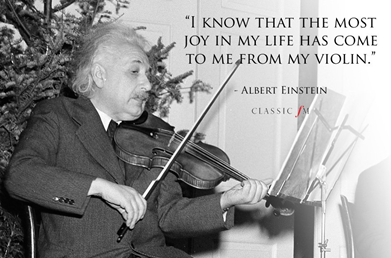 “I know that the most
joy in my life has come
to me from my violin.”
- Albert Einstein
CLASSIC fM